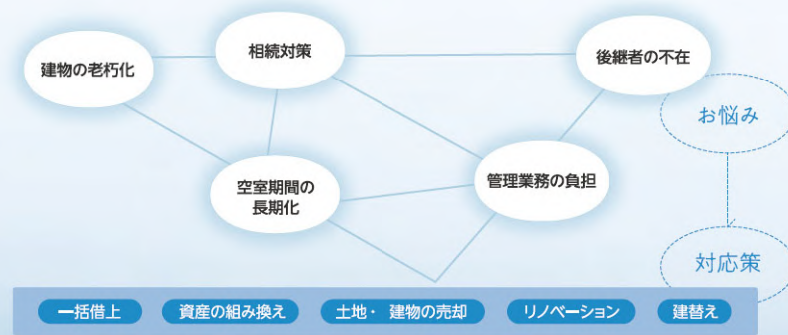 建物の老朽化
相続対策
後継者の不在
お悩み
空室期間の
長期化
管理業務の負担
対応策
一括借上
資産の組み換え
土地・ 建物の売却
リノベーション
建替え